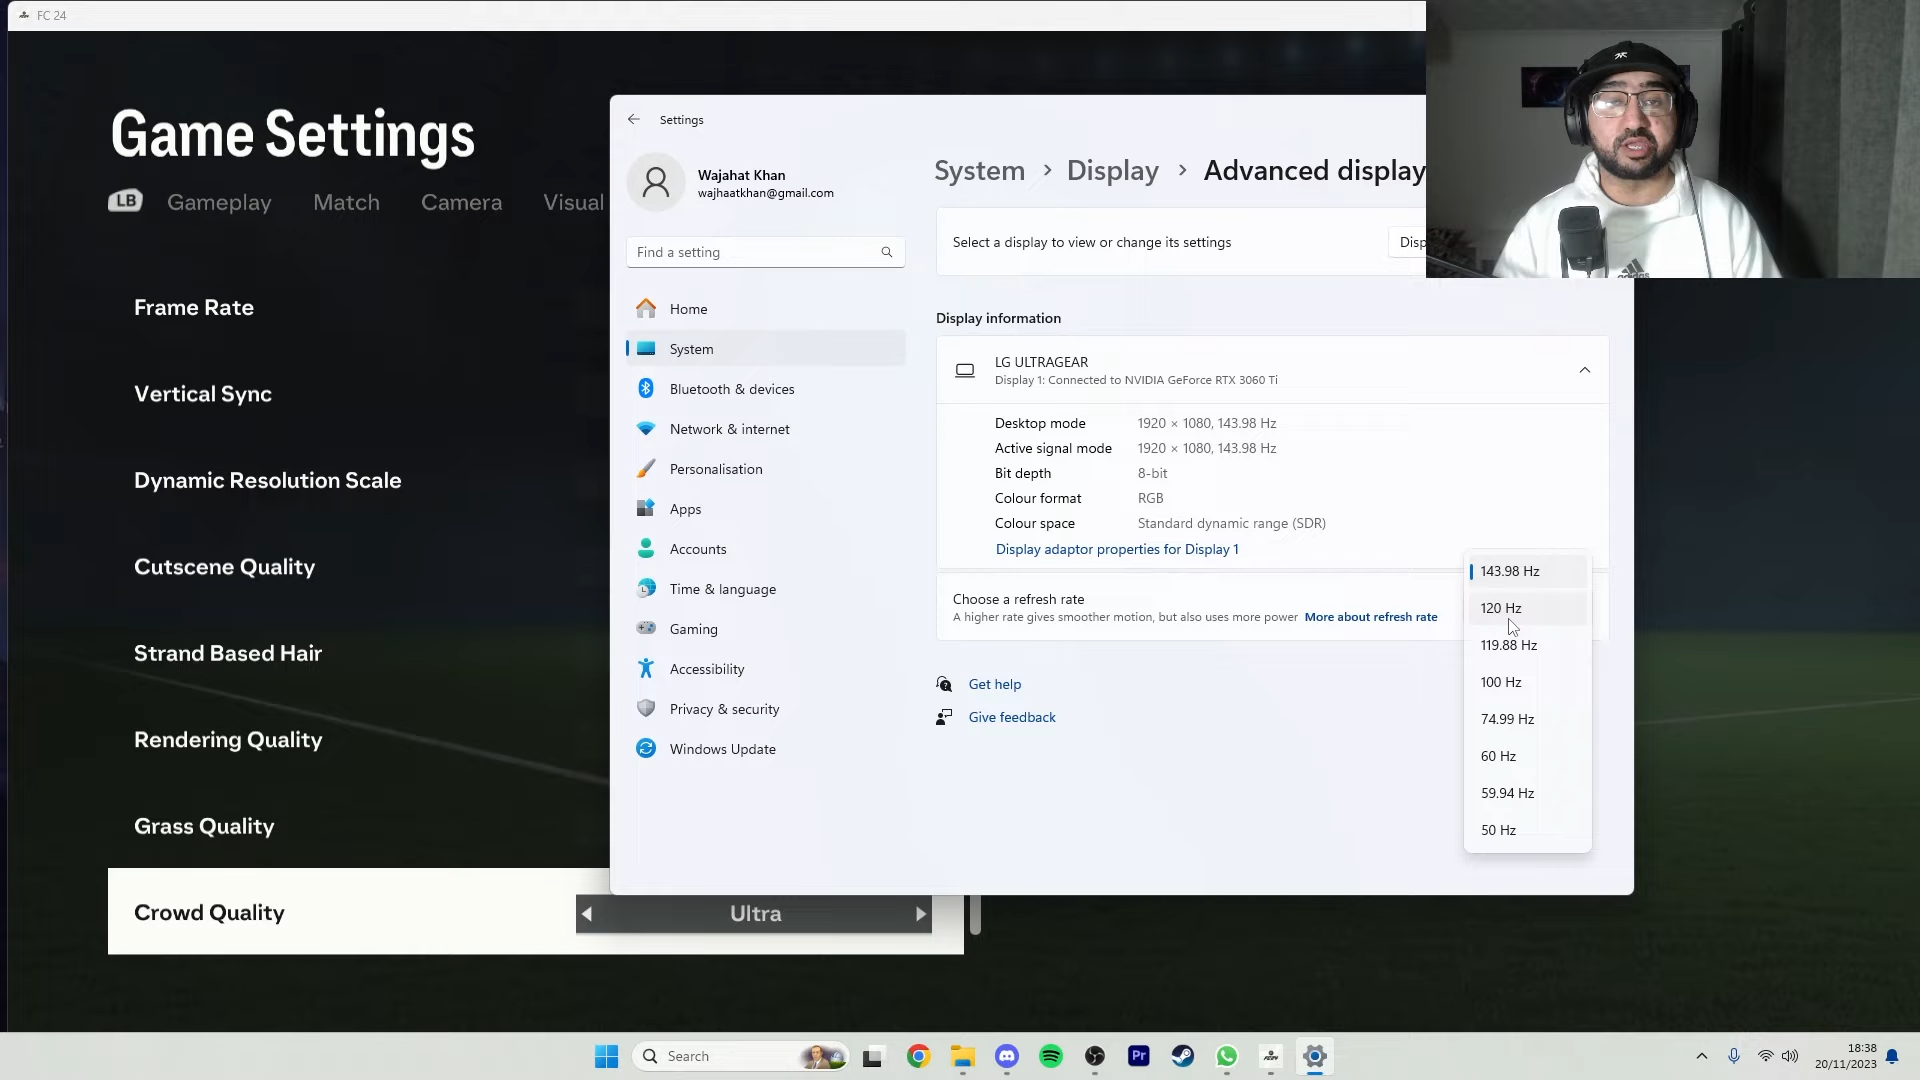 FC 24
Game Settings
LB Gameplay Match Camera Visual
Frame Rate
Vertical Sync
Dynamic Resolution Scale
Cutscene Quality
Strand Based Hair
Rendering Quality
Grass Quality
Crowd Quality
Ultra
Settings
Wajahat Khan
wajhaatkhan@gmail.com
Find a setting
Home
System
Bluetooth & devices
Network & internet
Personalisation
Apps
Accounts
Time & language
Gaming
Accessibility
Privacy & security
Windows Update
System > Display > Advanced display
Select a display to view or change its settings
Disp
Display information
LG ULTRAGEAR
Display 1: Connected to NVIDIA GeForce RTX 3060 Ti
Desktop mode 1920 × 1080, 143.98 Hz
Active signal mode 1920 × 1080, 143.98 Hz
Bit depth 8-bit
Colour format RGB
Colour space Standard dynamic range (SDR)
Display adaptor properties for Display 1
Choose a refresh rate
A higher rate gives smoother motion, but also uses more power More about refresh rate
143.98 Hz
120 Hz
119.88 Hz
100 Hz
74.99 Hz
60 Hz
59.94 Hz
50 Hz
Get help
Give feedback
adidas
Search
Pr
18:38
20/11/2023